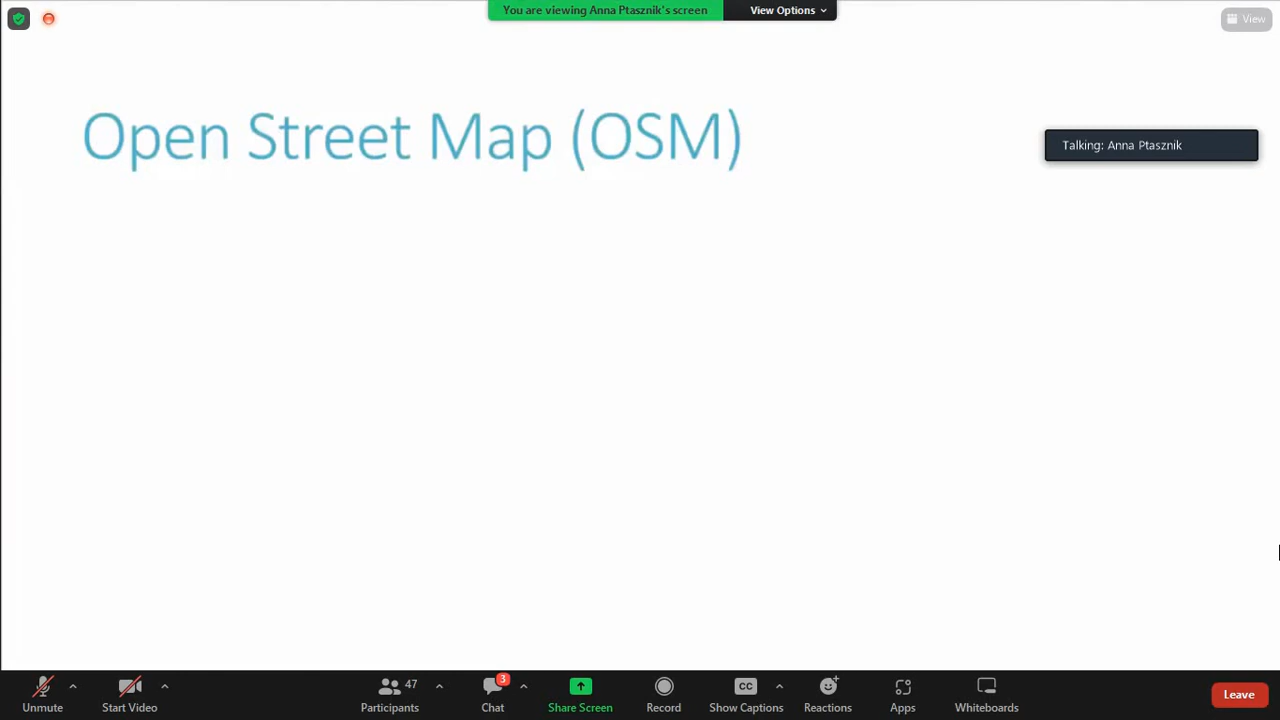 You are viewing Anna Ptasznik's screen View Options
View
Open Street Map (OSM)
Talking: Anna Ptasznik
47
3
CC
Unmute Start Video Participants Chat Share Screen Record Show Captions Reactions Apps Whiteboards Leave